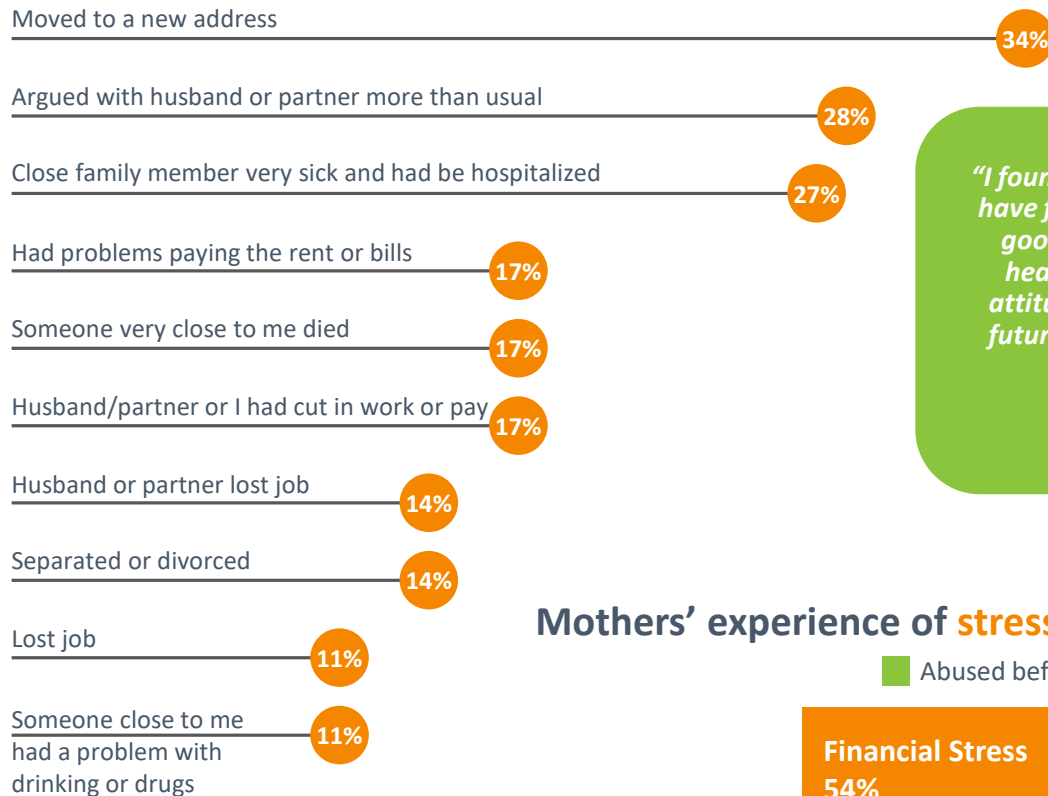 Moved to a new address
34%
Argued with husband or partner more than usual
28%
Close family member very sick and had be hospitalized
27%
Had problems paying the rent or bills
17%
Someone very close to me died
17%
Husband/partner or I had cut in work or pay
17%
Husband or partner lost job
14%
Separated or divorced
14%
Lost job
11%
Someone close to me
had a problem with
drinking or drugs
11%
“I
have
Mothers’ experience of stress
Abused
Financial Stress
54%